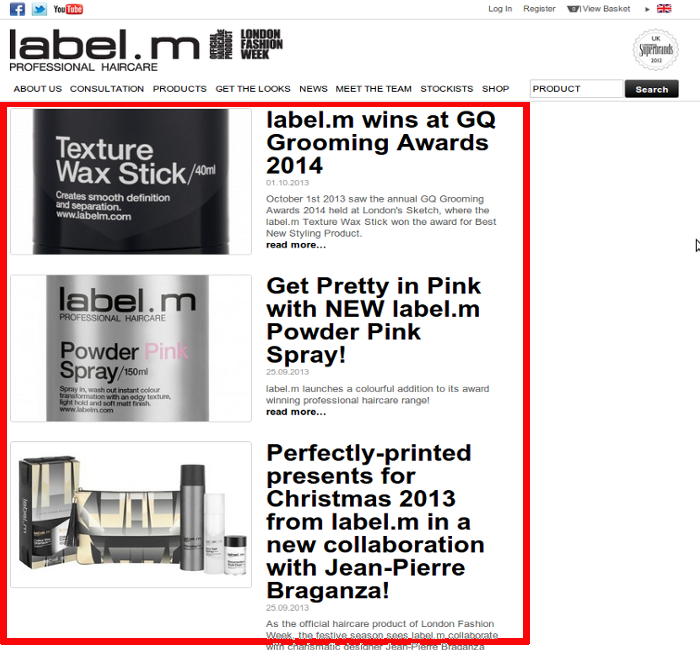 You Tube
Log In Register View Basket
label.m
PROFESSIONAL HAIRCARE
OFFICIAL HAIRCARE PRODUCT
LONDON FASHION WEEK
UK
Superbrands
2012
ABOUT US CONSULTATION PRODUCTS GET THE LOOKS NEWS MEET THE TEAM STOCKISTS SHOP
PRODUCT
Search
Texture
Wax Stick/40ml
Creates smooth definition
and separation.
www.labelm.com
label.m wins at GQ
Grooming Awards
2014
01.10.2013
October 1st 2013 saw the annual GQ Grooming
Awards 2014 held at London's Sketch, where the
label.m Texture Wax Stick won the award for Best
New Styling Product.
read more...
label.m
PROFESSIONAL HAIRCARE
Powder Pink
Spray/150ml
Spray in, wash out instant colour
transformation with an edgy texture,
light hold and soft matt finish.
www.labelm.com
Get Pretty in Pink
with NEW label.m
Powder Pink
Spray!
25.09.2013
label.m launches a colourful addition to its award
winning professional haircare range!
read more...
label.m
Perfectly-printed
presents for
Christmas 2013
from label.m in a
new collaboration
with Jean-Pierre
Braganza!
25.09.2013
As the official haircare product of London Fashion
Week, the festive season sees label.m collaborate
with charismatic designer Jean-Pierre Braganza